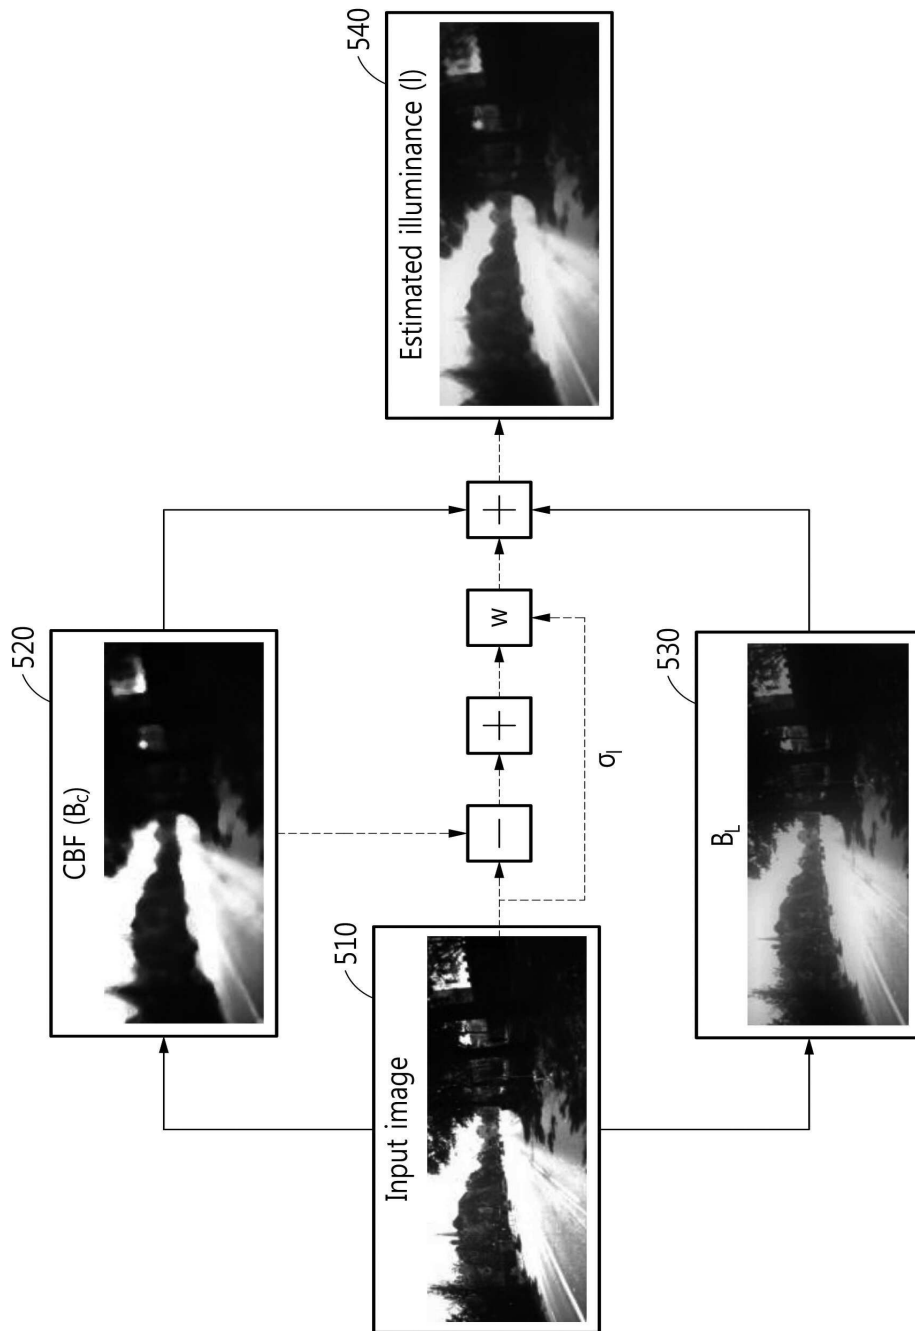 510
Input image
520
CBF (B_C)
−
+
w
+
σ_I
530
B_L
540
Estimated illuminance (I)